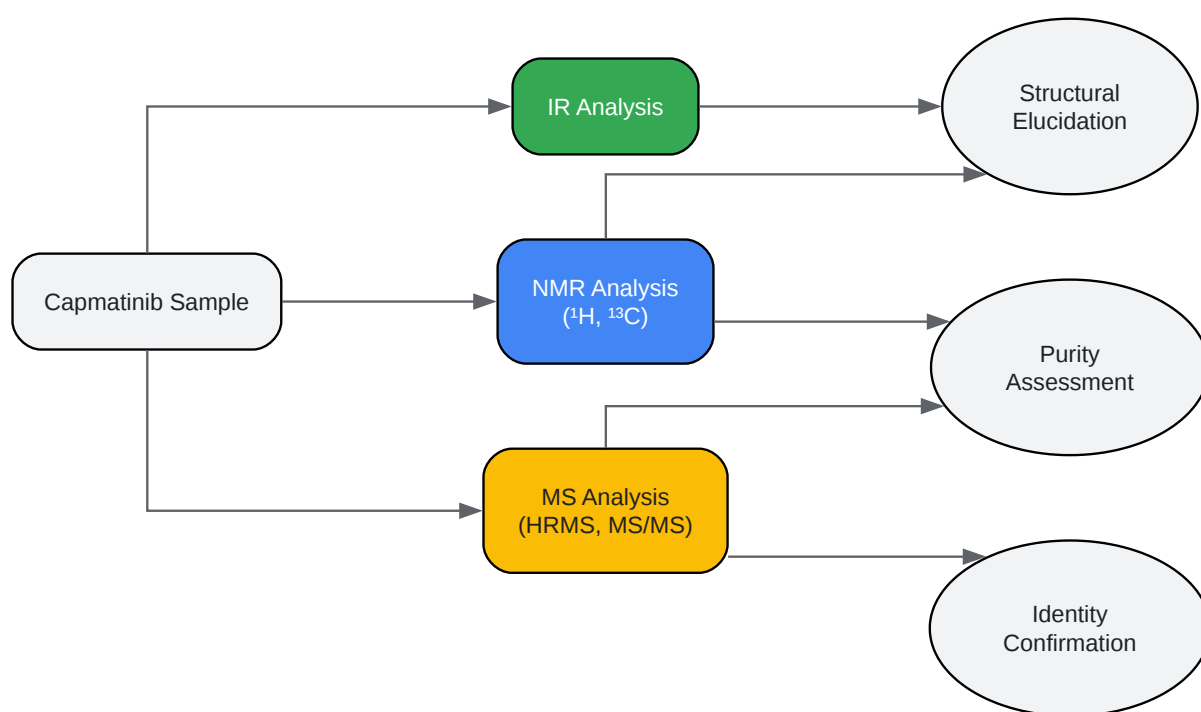 IR Analysis
Structural
Elucidation
Capmatinib Sample
NMR Analysis
(¹H, ¹³C)
Purity
Assessment
MS Analysis
(HRMS, MS/MS)
Identity
Confirmation